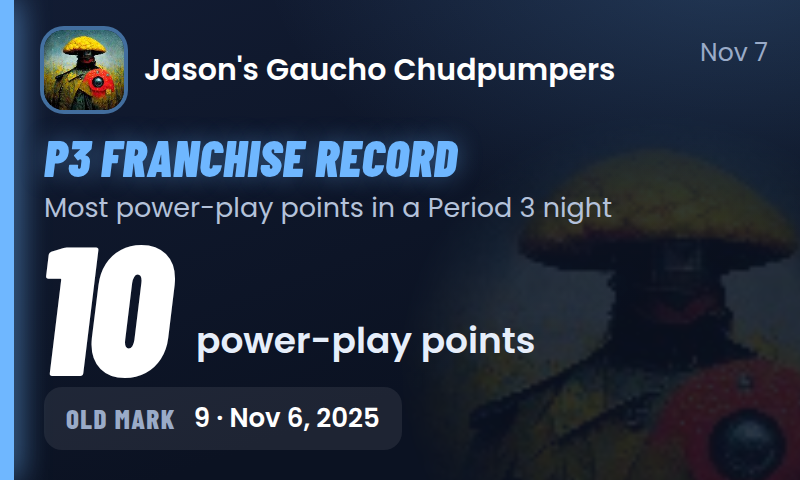 Jason's Gaucho Chudpumpers
Nov 7
P3 FRANCHISE RECORD
Most power-play points in a Period 3 night
10 power-play points
OLD MARK 9 · Nov 6, 2025